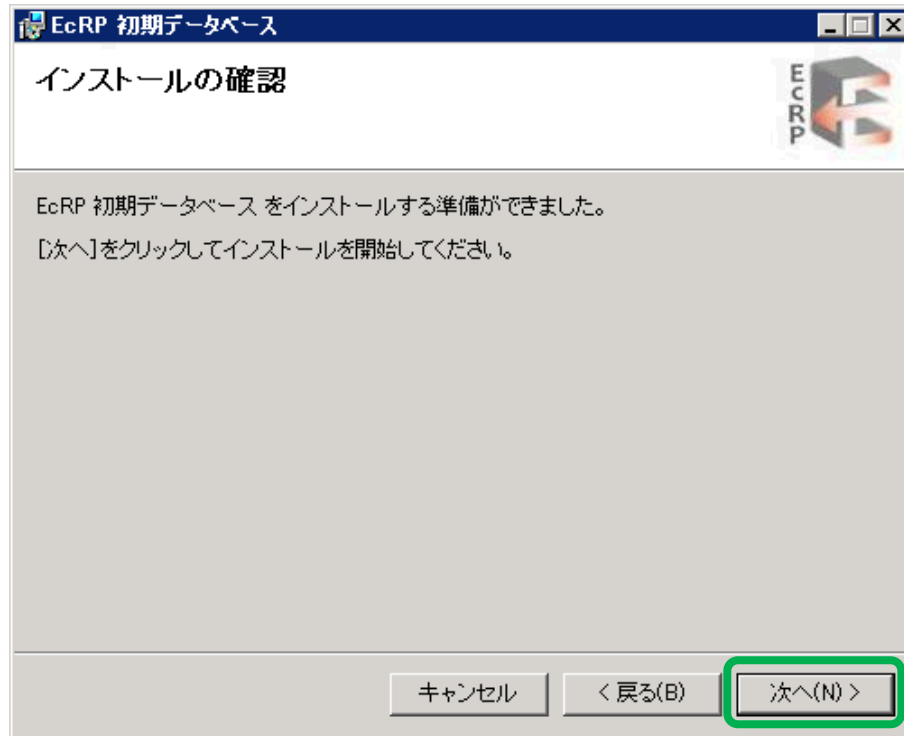 EcRP 初期データベース
インストールの確認
EcRP
EcRP 初期データベース をインストールする準備ができました。
[次へ]をクリックしてインストールを開始してください。
キャンセル
< 戻る(B)
次へ(N) >